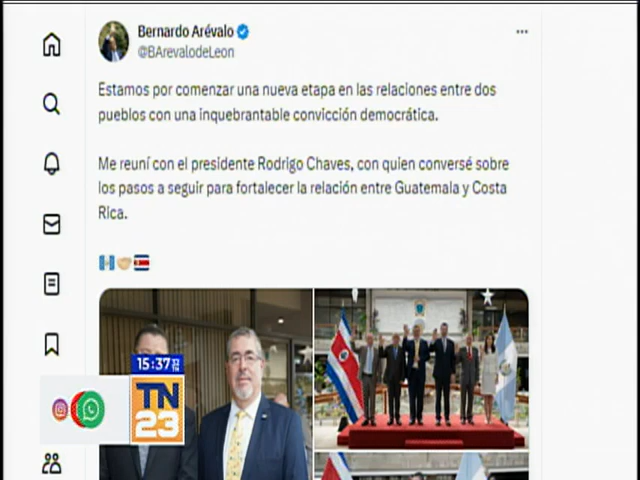 Bernardo Arévalo
@BArevalodeLeon
Estamos por comenzar una nueva etapa en las relaciones entre dos
pueblos con una inquebrantable convicción democrática.
Me reuní con el presidente Rodrigo Chaves, con quien conversé sobre
los pasos a seguir para fortalecer la relación entre Guatemala y Costa
Rica.
15:37
TN
23